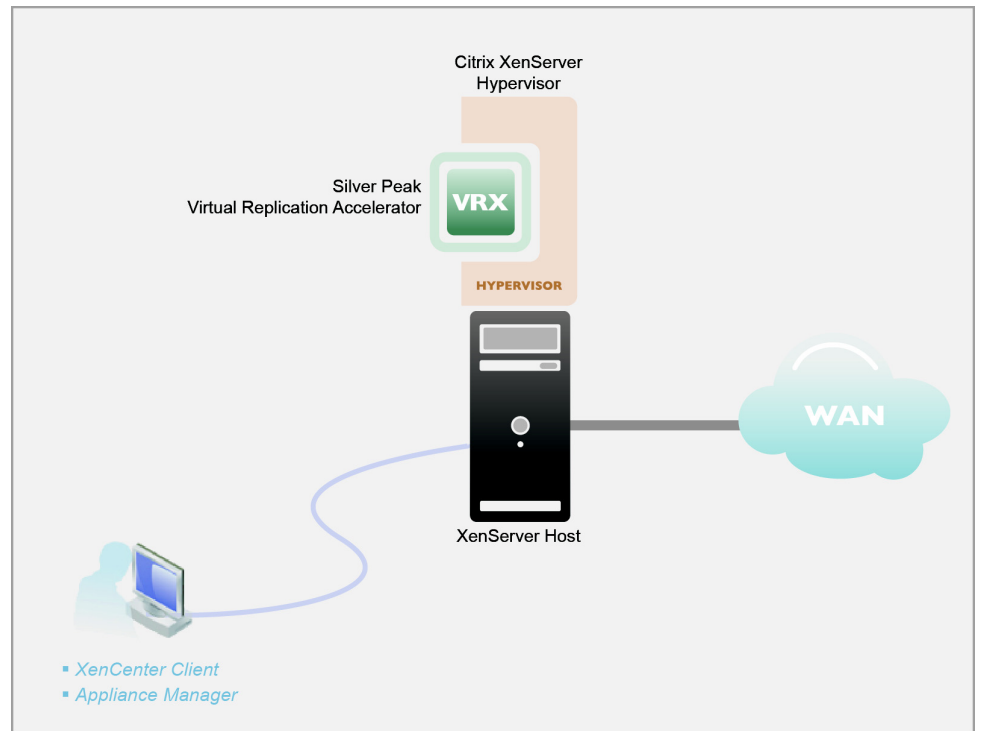 Citrix XenServer
Hypervisor
Silver Peak
Virtual Replication Accelerator
VRX
HYPERVISOR
WAN
XenServer Host
▪ XenCenter Client
▪ Appliance Manager